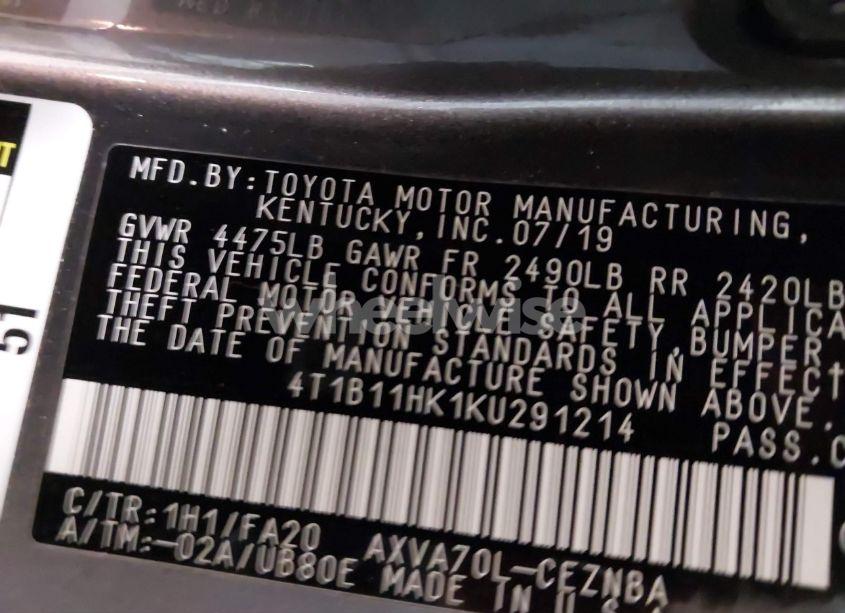 MFD.BY:TOYOTA MOTOR MANUFACTURING,
KENTUCKY,INC.07/19
GVWR 4475LB GAWR FR 2490LB RR 2420LB
THIS VEHICLE CONFORMS TO ALL APPLICA
FEDERAL MOTOR VEHICLE SAFETY,BUMPER
THEFT PREVENTION STANDARDS IN EFFECT
THE DATE OF MANUFACTURE SHOWN ABOVE.
4T1B11HK1KU291214 PASS.C
C/TR:1H1/FA20 AXVA70L-CEZNBA
A/TM:-02A/UB80E MADE IN U.S.
51
wheelwise